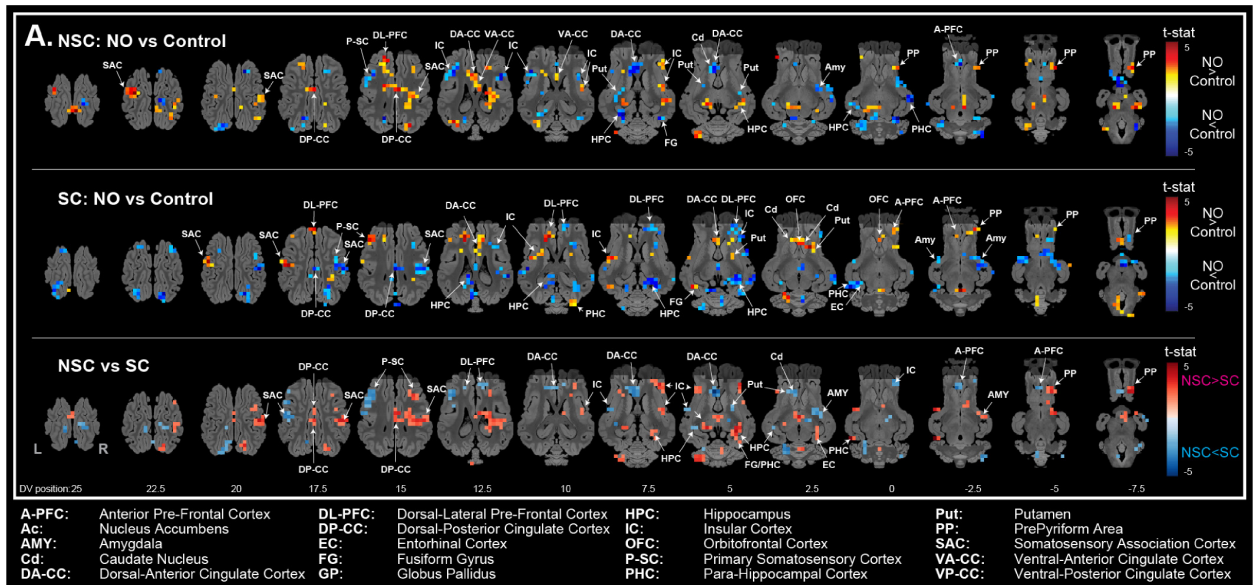 A.
NSC: NO vs Control
t-stat
DL-PFC
DA-CC VA-CC
VA-CC
DA-CC
Cd DA-CC
A-PFC
P-SC
IC
IC
IC
IC
PP
PP
PP
5
SAC
SAC
SAC
Put
Put
Put
Amy
NO
>
Control
NO
<
Control
DP-CC
DP-CC
HPC
FG
HPC
HPC
PHC
-5
SC: NO vs Control
t-stat
DL-PFC
DA-CC
IC
DL-PFC
DL-PFC
DA-CC DL-PFC
Cd OFC Cd
OFC A-PFC
A-PFC
PP
PP
5
SAC
SAC
P-SC
SAC
P-SC
SAC
IC
IC
Put
Put
Amy
Amy
NO
>
Control
NO
<
Control
DP-CC
DP-CC
HPC
HPC
PHC
HPC
FG
HPC
PHC
EC
-5
NSC vs SC
t-stat
DP-CC
P-SC
DL-PFC
DA-CC
DA-CC
DA-CC
Cd
A-PFC
A-PFC
PP
5
SAC
SAC
SAC
IC
IC
Put
AMY
IC
AMY
NSC>SC
L R
DP-CC
DP-CC
HPC
FG/PHC
HPC
EC
PHC
NSC<SC
-5
DV position:25 22.5 20 17.5 15 12.5 10 7.5 5 2.5 0 -2.5 -5 -7.5
A-PFC: Anterior Pre-Frontal Cortex DL-PFC: Dorsal-Lateral Pre-Frontal Cortex HPC: Hippocampus Put: Putamen
Ac: Nucleus Accumbens DP-CC: Dorsal-Posterior Cingulate Cortex IC: Insular Cortex PP: PrePyriform Area
AMY: Amygdala EC: Entorhinal Cortex OFC: Orbitofrontal Cortex SAC: Somatosensory Association Cortex
Cd: Caudate Nucleus FG: Fusiform Gyrus P-SC: Primary Somatosensory Cortex VA-CC: Ventral-Anterior Cingulate Cortex
DA-CC: Dorsal-Anterior Cingulate Cortex GP: Globus Pallidus PHC: Para-Hippocampal Cortex VP-CC: Ventral-Posterior Cingulate Cortex